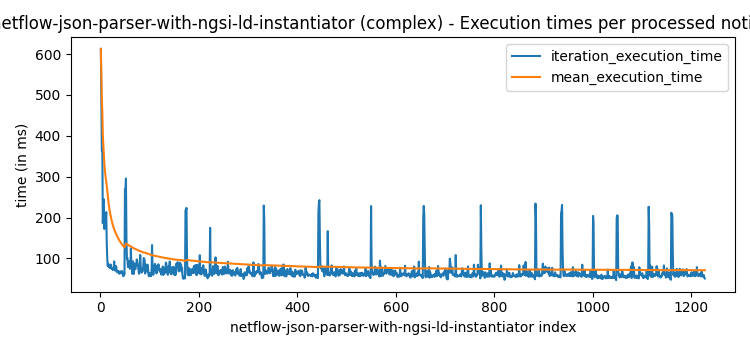 netflow-json-parser-with-ngsi-ld-instantiator (complex) - Execution times per processed noti
iteration_execution_time
mean_execution_time
600
500
400
300
200
100
time (in ms)
0 200 400 600 800 1000 1200
netflow-json-parser-with-ngsi-ld-instantiator index